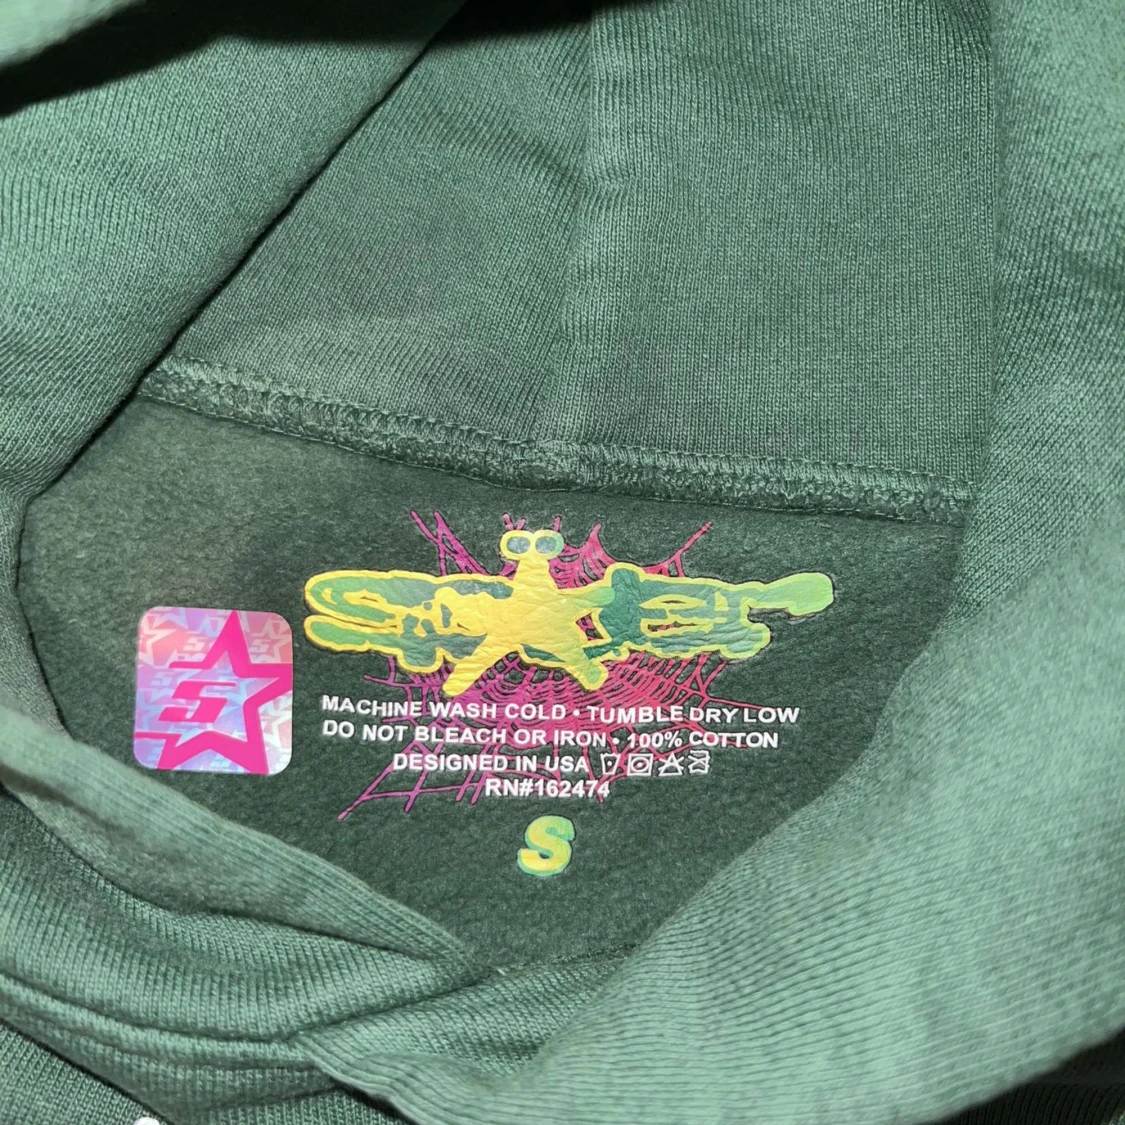 MACHINE WASH COLD • TUMBLE DRY LOW
DO NOT BLEACH OR IRON • 100% COTTON
DESIGNED IN USA
RN#162474
S
S